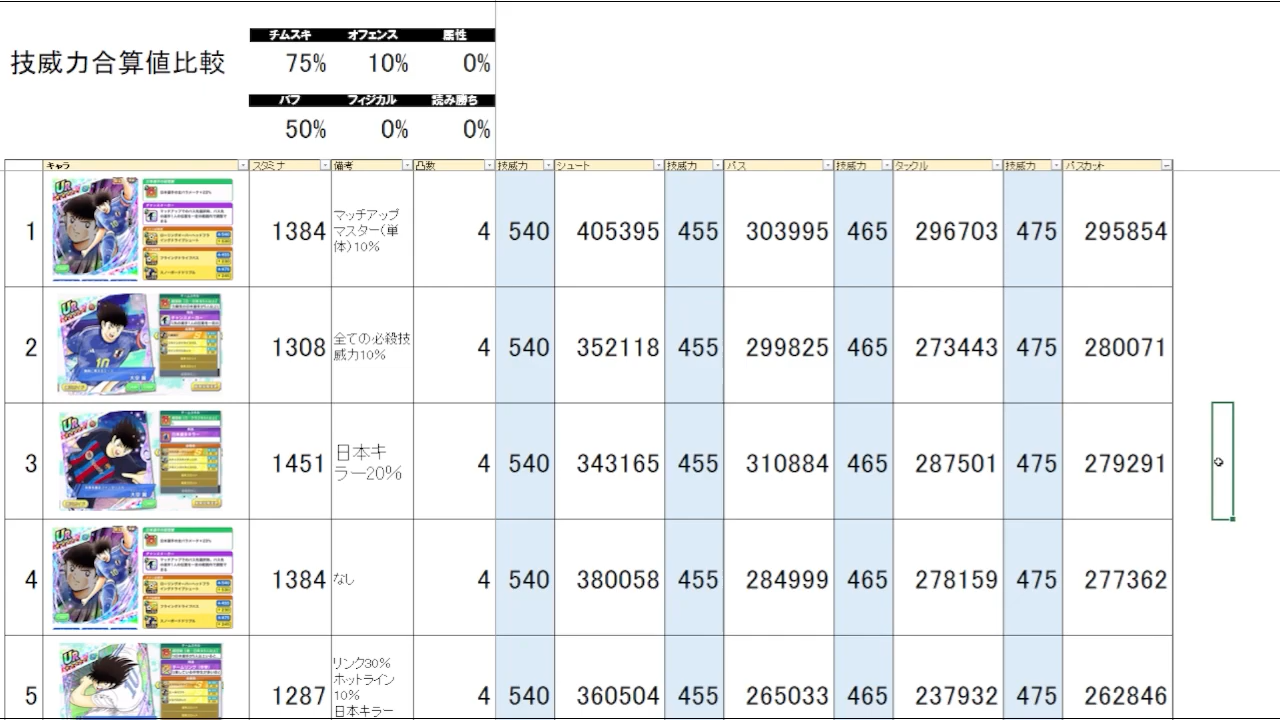 チムスキ オフェンス 属性
技威力合算値比較 75% 10% 0%
バフ フィジカル 読み勝ち
50% 0% 0%
キャラ スタミナ 備考 凸数 技威力 シュート 技威力 パス 技威力 タックル 技威力 パスカット
1 1384 マッチアップ
マスター(単
体)10% 4 540 405395 455 303995 465 296703 475 295854
2 1308 全ての必殺技
威力10% 4 540 352118 455 299825 465 273443 475 280071
3 1451 日本キ
ラー20% 4 540 343165 455 310884 465 287501 475 279291
4 1384 なし 4 540 380058 455 284999 465 278159 475 277362
5 1287 リンク30%
ホットライン
10%
日本キラー 4 540 360504 455 265033 465 237932 475 262846